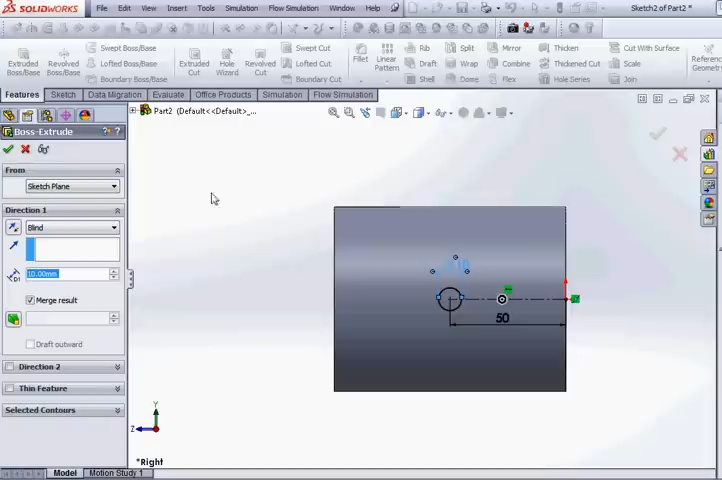 SOLIDWORKS File Edit View Insert Tools Simulation Flow Simulation Window Help Sketch2 of Part2 *
Extruded Boss/Base
Revolved Boss/Base
Swept Boss/Base
Lofted Boss/Base
Boundary Boss/Base
Extruded Cut
Hole Wizard
Revolved Cut
Swept Cut
Lofted Cut
Boundary Cut
Fillet
Linear Pattern
Rib
Draft
Shell
Split
Wrap
Dome
Mirror
Combine
Flex
Thicken
Thickened Cut
Hole Series
Cut With Surface
Join
Scale
Features Sketch Data Migration Evaluate Office Products Simulation Flow Simulation
Part2 (Default<<Default>_...
Boss-Extrude
From
Sketch Plane
Direction 1
Blind
D1
10.00mm
Merge result
Draft outward
Direction 2
Thin Feature
Selected Contours
50
Y
Z
*Right
Model Motion Study 1